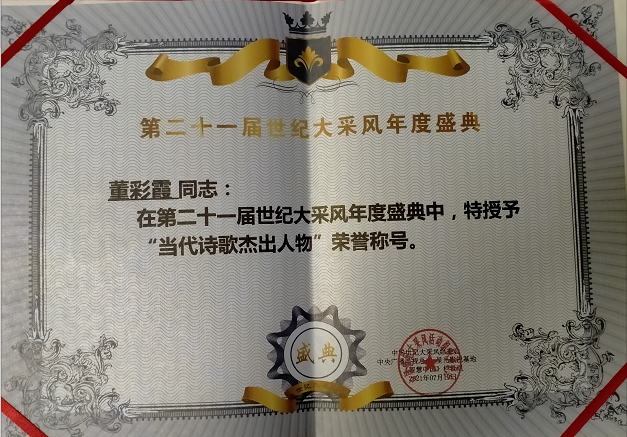 第二十一届世纪大采风年度盛典
董彩霞 同志：
在第二十一届世纪大采风年度盛典中，特授予
“当代诗歌杰出人物”荣誉称号。
盛典